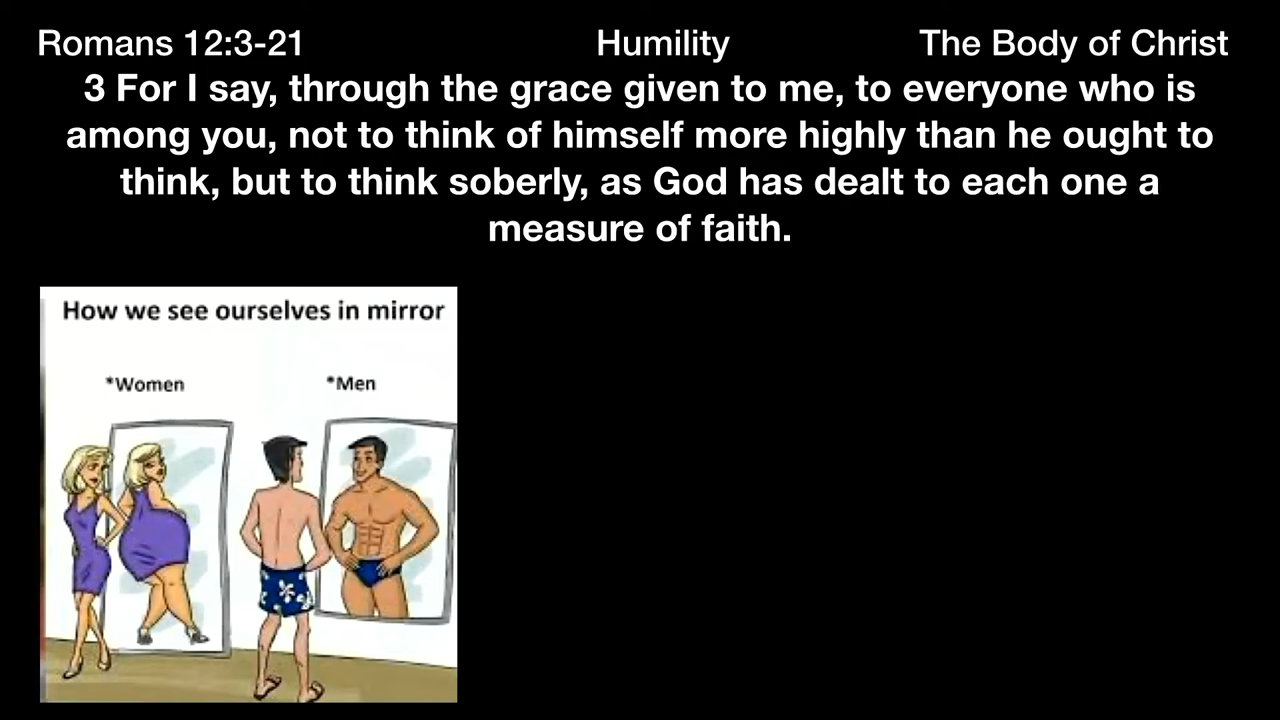 Romans 12:3-21 Humility The Body of Christ
3 For I say, through the grace given to me, to everyone who is
among you, not to think of himself more highly than he ought to
think, but to think soberly, as God has dealt to each one a
measure of faith.
How we see ourselves in mirror
*Women *Men